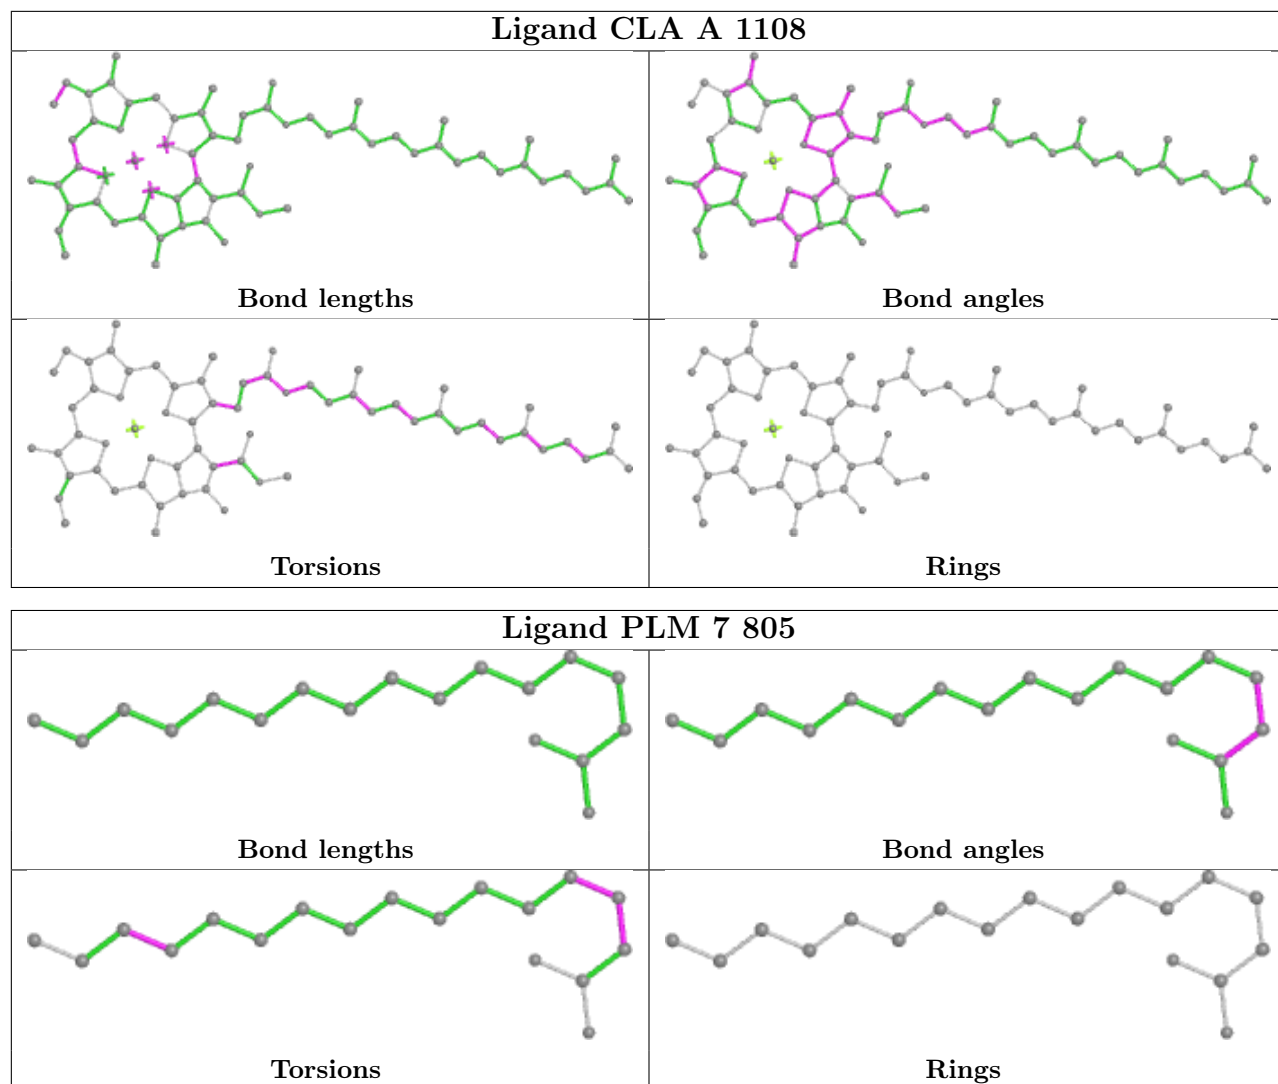 Ligand CLA A 1108
Bond lengths
Bond angles
Torsions
Rings
Ligand PLM 7 805
Bond lengths
Bond angles
Torsions
Rings